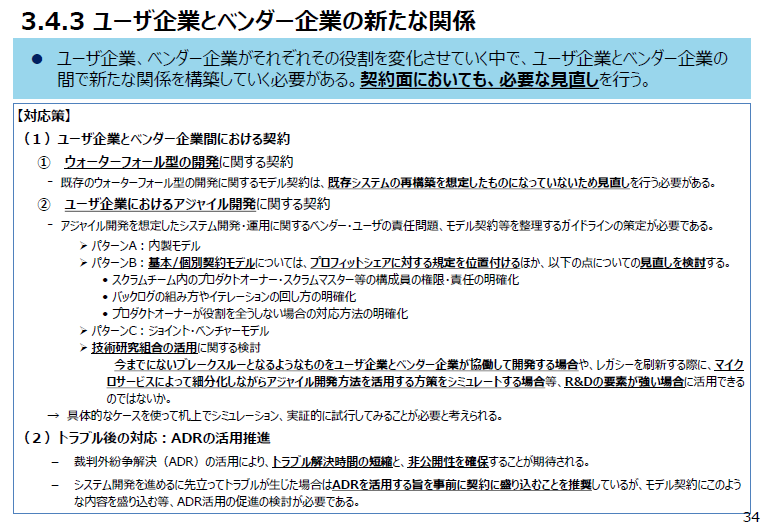 3.4.3 ユーザ企業とベンダー企業の新たな関係
● ユーザ企業、ベンダー企業がそれぞれその役割を変化させていく中で、ユーザ企業とベンダー企業の
間で新たな関係を構築していく必要がある。契約面においても、必要な見直しを行う。
【対応策】
（１）ユーザ企業とベンダー企業間における契約
① ウォーターフォール型の開発に関する契約
- 既存のウォーターフォール型の開発に関するモデル契約は、既存システムの再構築を想定したものになっていないため見直しを行う必要がある。
② ユーザ企業におけるアジャイル開発に関する契約
- アジャイル開発を想定したシステム開発・運用に関するベンダー・ユーザの責任問題、モデル契約等を整理するガイドラインの策定が必要である。
➢ パターンA：内製モデル
➢ パターンB：基本/個別契約モデルについては、プロフィットシェアに対する規定を位置付けるほか、以下の点についての見直しを検討する。
• スクラムチーム内のプロダクトオーナー・スクラムマスター等の構成員の権限・責任の明確化
• バックログの組み方やイテレーションの回し方の明確化
• プロダクトオーナーが役割を全うしない場合の対応方法の明確化
➢ パターンC：ジョイント・ベンチャーモデル
➢ 技術研究組合の活用に関する検討
今までにないブレークスルーとなるようなものをユーザ企業とベンダー企業が協働して開発する場合や、レガシーを刷新する際に、マイク
ロサービスによって細分化しながらアジャイル開発方法を活用する方策をシミュレートする場合等、R&Dの要素が強い場合に活用できる
のではないか。
→ 具体的なケースを使って机上でシミュレーション、実証的に試行してみることが必要と考えられる。
（２）トラブル後の対応：ADRの活用推進
– 裁判外紛争解決（ADR）の活用により、トラブル解決時間の短縮と、非公開性を確保することが期待される。
– システム開発を進めるに先立ってトラブルが生じた場合はADRを活用する旨を事前に契約に盛り込むことを推奨しているが、モデル契約にこのよう
な内容を盛り込む等、ADR活用の促進の検討が必要である。
34